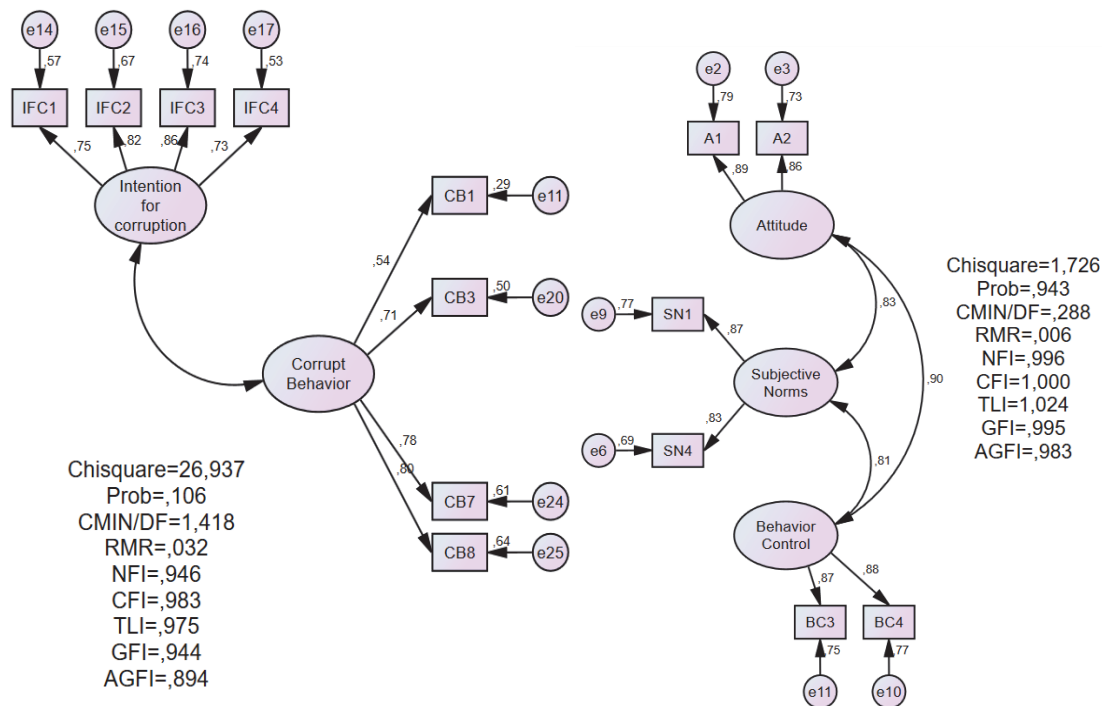 e14
e15
e16
e17
,57
,67
,74
,53
IFC1
IFC2
IFC3
IFC4
,75
,82
,86
,73
Intention
for
corruption
CB1
,29
e11
,54
CB3
,50
e20
,71
Corrupt
Behavior
,78
,80
CB7
,61
e24
CB8
,64
e25
Chisquare=26,937
Prob=,106
CMIN/DF=1,418
RMR=,032
NFI=,946
CFI=,983
TLI=,975
GFI=,944
AGFI=,894
e2
e3
,79
,73
A1
A2
,89
,86
Attitude
,83
e9
,77
SN1
,87
Subjective
Norms
,90
,83
e6
,69
SN4
,81
Behavior
Control
,87
,88
BC3
BC4
,75
,77
e11
e10
Chisquare=1,726
Prob=,943
CMIN/DF=,288
RMR=,006
NFI=,996
CFI=1,000
TLI=1,024
GFI=,995
AGFI=,983